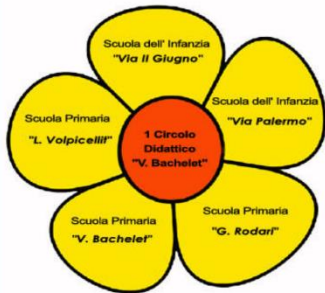 Scuola dell' Infanzia
"Via II Giugno"
Scuola dell' Infanzia
"Via Palermo"
Scuola Primaria
"L. Volpicelli"
1 Circolo
Didattico
"V. Bachelet"
Scuola Primaria
"G. Rodari"
Scuola Primaria
"V. Bachelet"